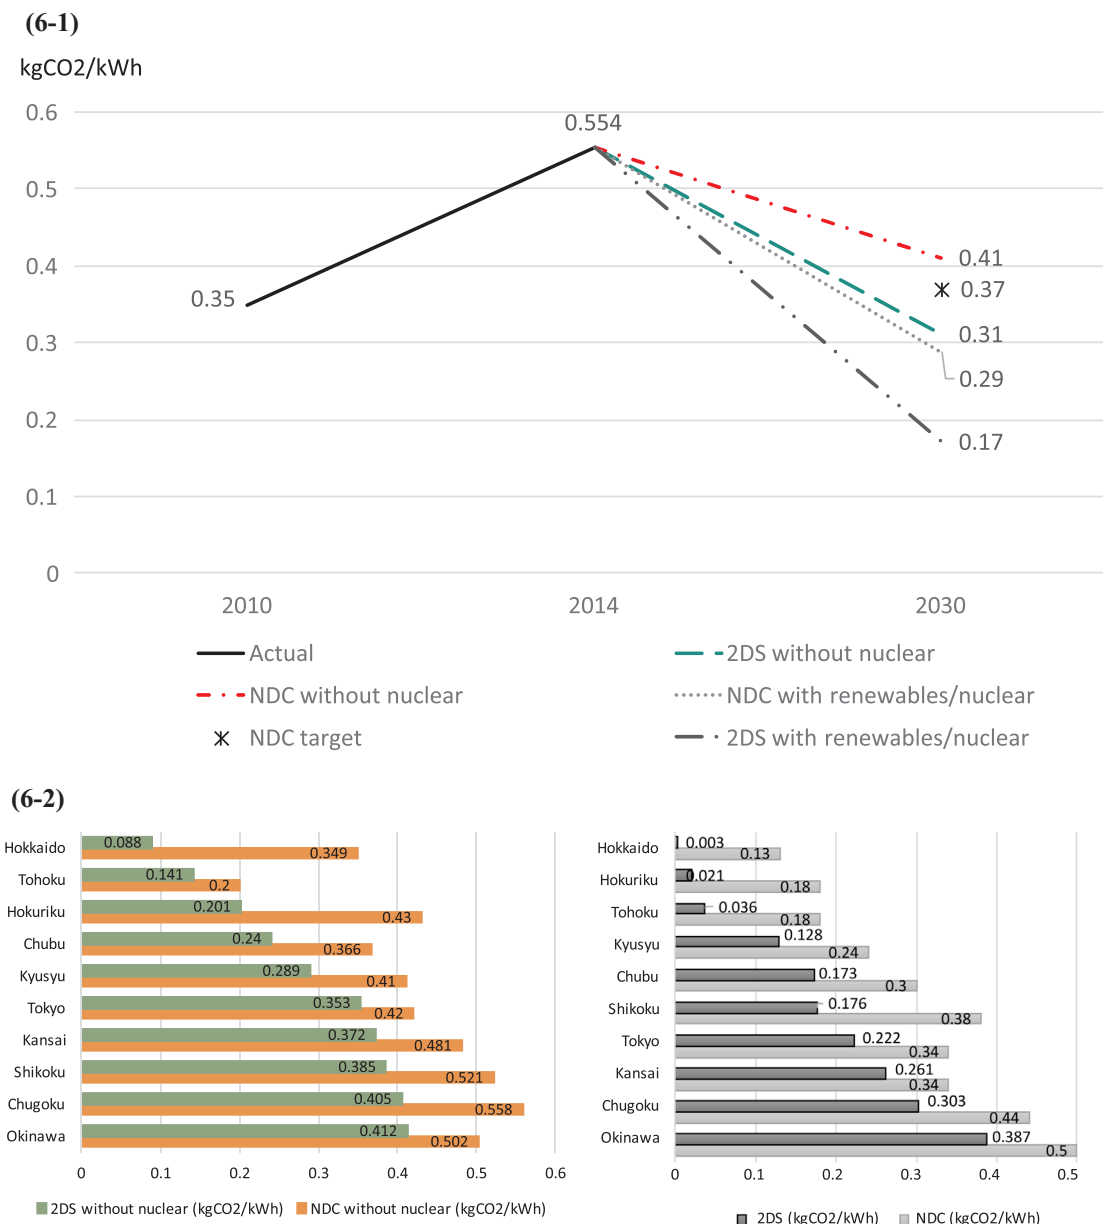 (6-1)
kgCO2/kWh
0.6
0.5
0.4
0.3
0.2
0.1
0
0.554
0.35
0.41
0.37
0.31
0.29
0.17
2010 2014 2030
Actual 2DS without nuclear
NDC without nuclear NDC with renewables/nuclear
NDC target 2DS with renewables/nuclear
(6-2)
Hokkaido 0.088 0.349
Tohoku 0.141 0.2
Hokuriku 0.201 0.43
Chubu 0.24 0.366
Kyusyu 0.289 0.41
Tokyo 0.353 0.42
Kansai 0.372 0.481
Shikoku 0.385 0.521
Chugoku 0.405 0.558
Okinawa 0.412 0.502
0 0.1 0.2 0.3 0.4 0.5 0.6
2DS without nuclear (kgCO2/kWh) NDC without nuclear (kgCO2/kWh)
Hokkaido 0.003 0.13
Hokuriku 0.021 0.18
Tohoku 0.036 0.18
Kyusyu 0.128 0.24
Chubu 0.173 0.3
Shikoku 0.176 0.38
Tokyo 0.222 0.34
Kansai 0.261 0.34
Chugoku 0.303 0.44
Okinawa 0.387 0.5
0 0.1 0.2 0.3 0.4 0.5
2DS (kgCO2/kWh) NDC (kgCO2/kWh)